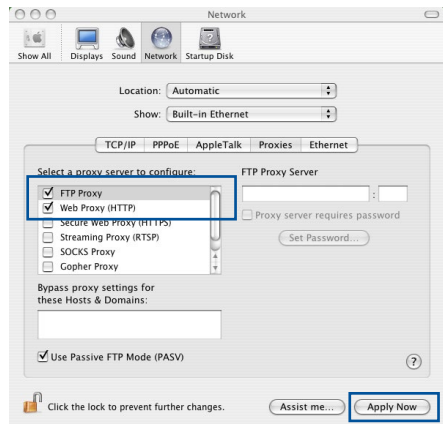 Network
Show All Displays Sound Network Startup Disk
Location: Automatic
Show: Built-in Ethernet
TCP/IP PPPoE AppleTalk Proxies Ethernet
Select a proxy server to configure:
FTP Proxy
Web Proxy (HTTP)
Secure Web Proxy (HTTPS)
Streaming Proxy (RTSP)
SOCKS Proxy
Gopher Proxy
FTP Proxy Server
:
Proxy server requires password
Set Password...
Bypass proxy settings for
these Hosts & Domains:
Use Passive FTP Mode (PASV)
?
Click the lock to prevent further changes.
Assist me...
Apply Now